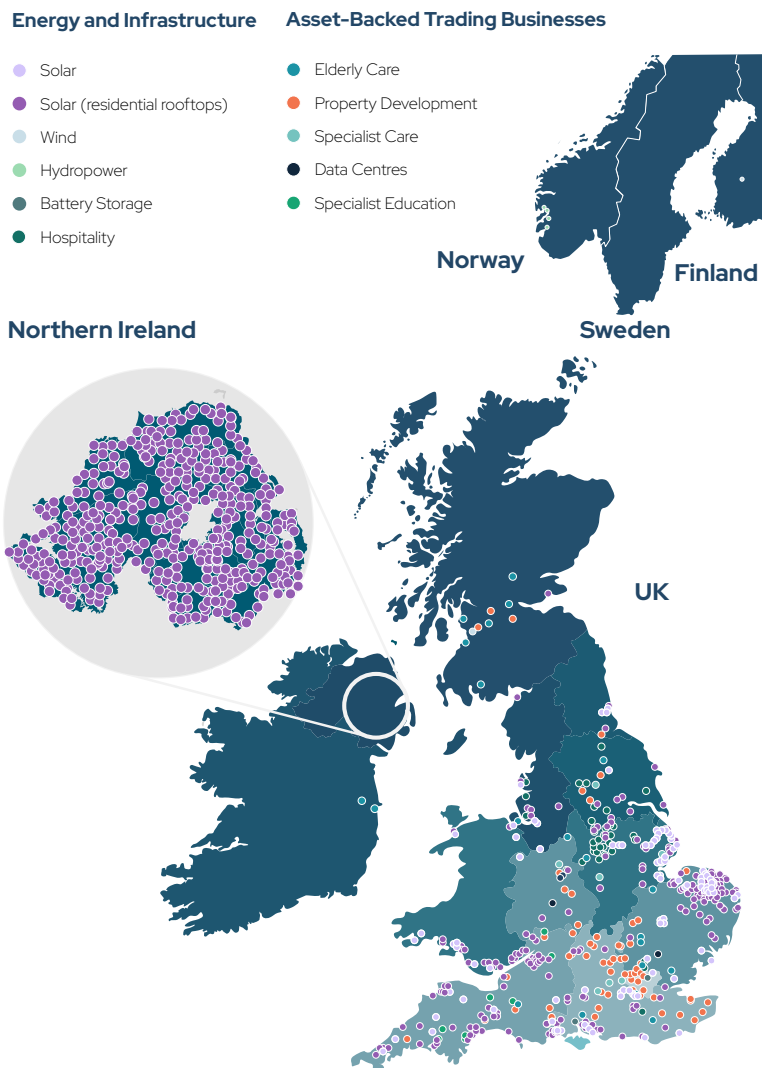 Energy and Infrastructure
Solar
Solar (residential rooftops)
Wind
Hydropower
Battery Storage
Hospitality
Asset-Backed Trading Businesses
Elderly Care
Property Development
Specialist Care
Data Centres
Specialist Education
Norway
Finland
Northern Ireland
Sweden
UK